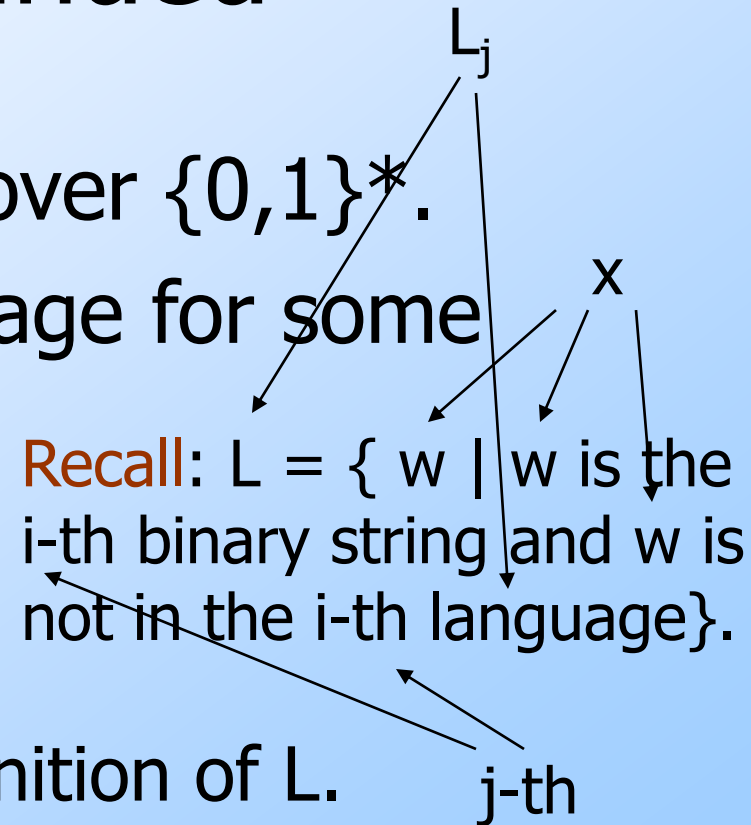 L_j
over {0,1}*.
x
age for some
Recall: L = { w | w is the
i-th binary string and w is
not in the i-th language}.
nition of L.
j-th